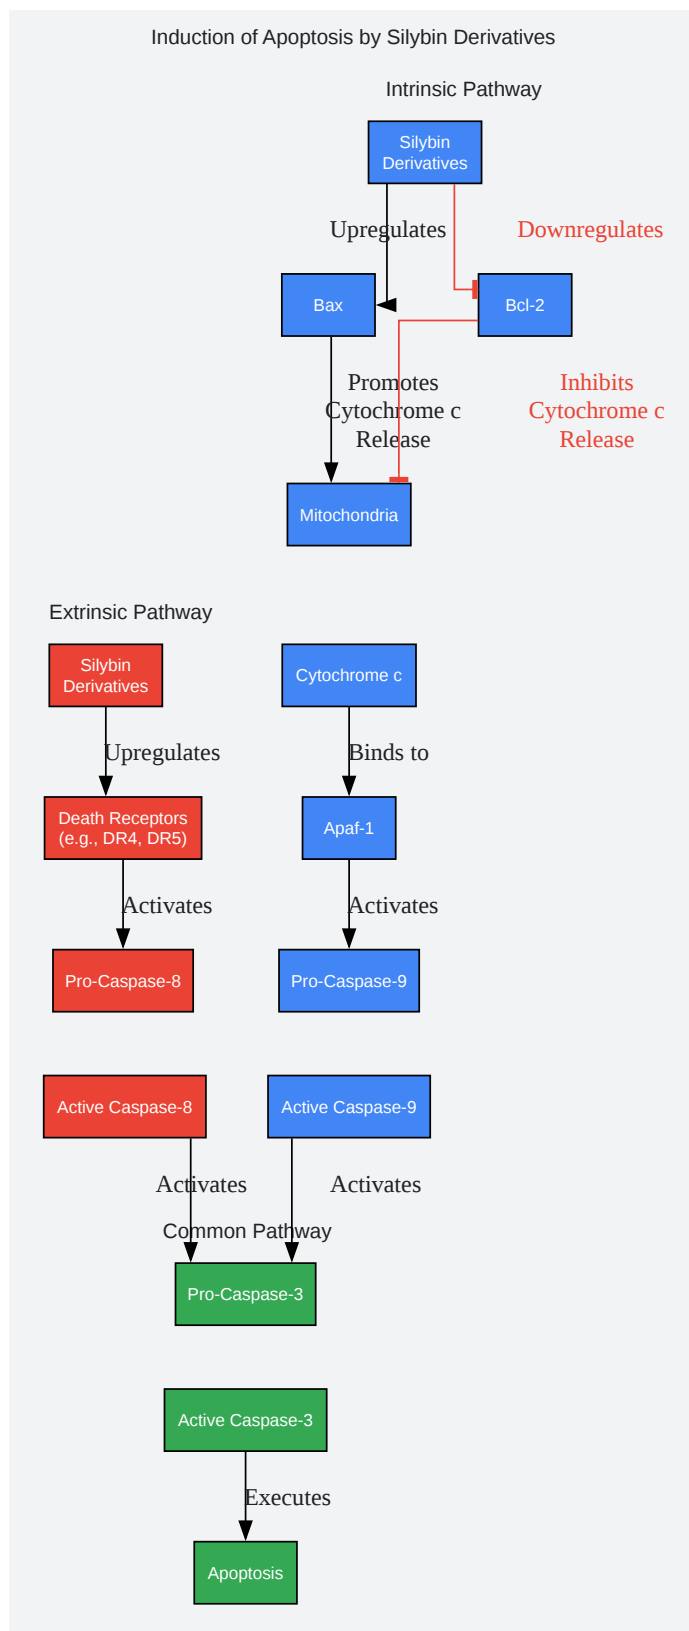 Induction of Apoptosis by Silybin Derivatives
Intrinsic Pathway
Silybin
Derivatives
Upregulates
Downregulates
Bax
Bcl-2
Promotes
Cytochrome c
Release
Inhibits
Cytochrome c
Release
Mitochondria
Extrinsic Pathway
Silybin
Derivatives
Cytochrome c
Upregulates
Binds to
Death Receptors
(e.g., DR4, DR5)
Apaf-1
Activates
Activates
Pro-Caspase-8
Pro-Caspase-9
Active Caspase-8
Active Caspase-9
Activates
Activates
Common Pathway
Pro-Caspase-3
Active Caspase-3
Executes
Apoptosis